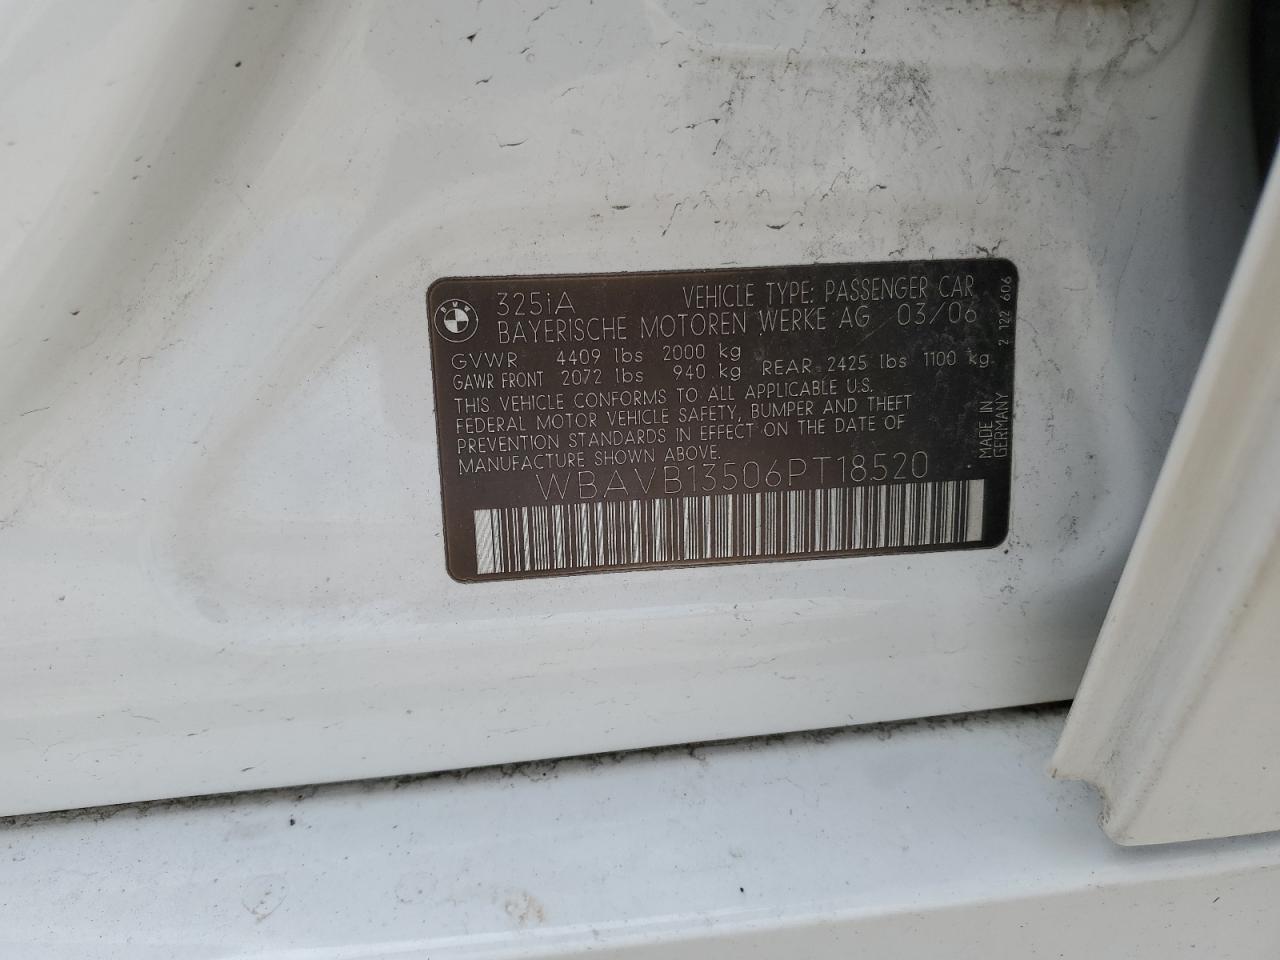 BMW
325iA VEHICLE TYPE: PASSENGER CAR
BAYERISCHE MOTOREN WERKE AG 03/06
GVWR 4409 lbs 2000 kg
GAWR FRONT 2072 lbs 940 kg REAR 2425 lbs 1100 kg
THIS VEHICLE CONFORMS TO ALL APPLICABLE U.S.
FEDERAL MOTOR VEHICLE SAFETY, BUMPER AND THEFT
PREVENTION STANDARDS IN EFFECT ON THE DATE OF
MANUFACTURE SHOWN ABOVE.
WBAVB13506PT18520
MADE IN
GERMANY
2 122 606